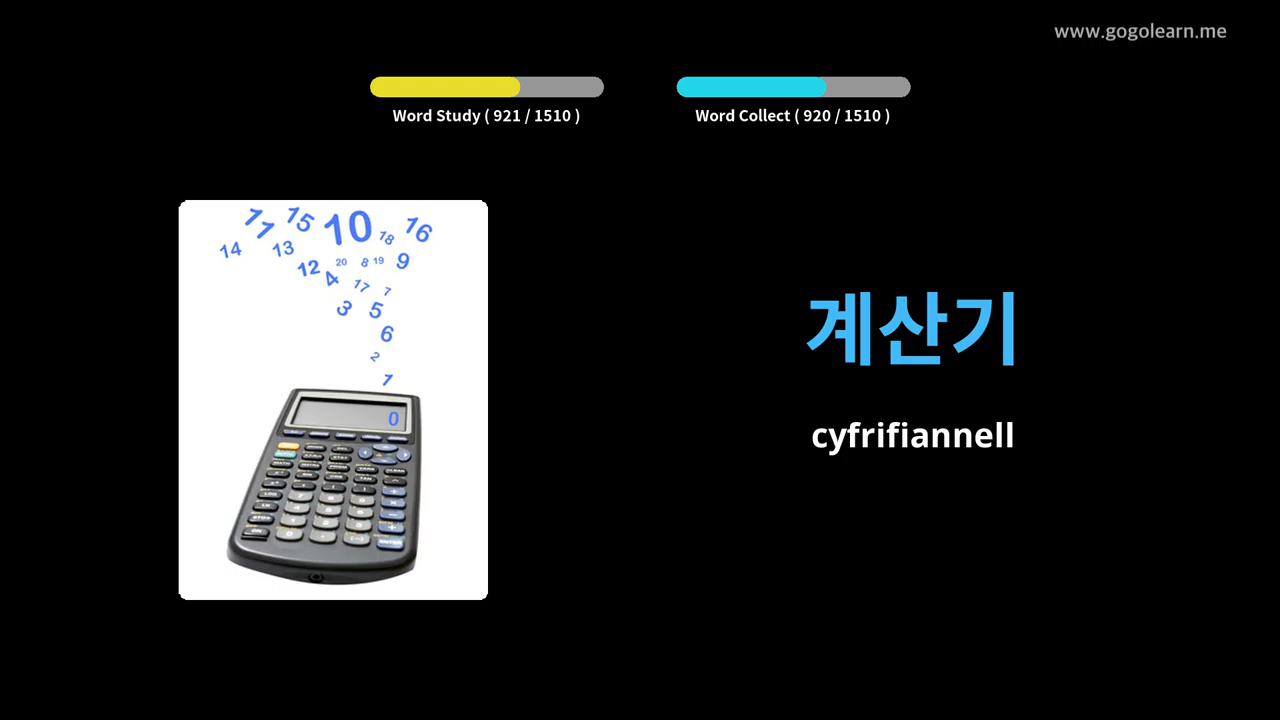 www.gogolearn.me
Word Study ( 921 / 1510 )
Word Collect ( 920 / 1510 )
11 15 10 18 16
14 13
12 20 8 19 9
4 17 7
3 5
6
2
1
0
계산기
cyfrifiannell